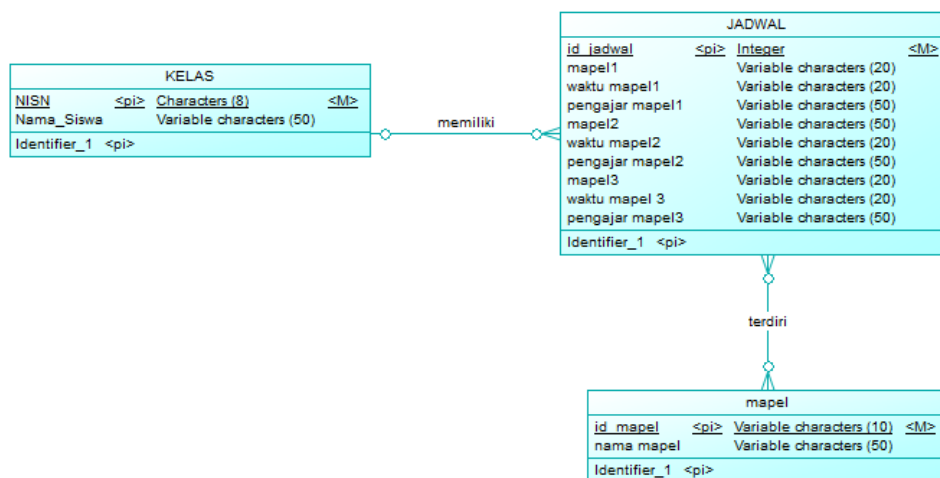 KELAS
NISN <pi> Characters (8) <M>
Nama_Siswa Variable characters (50)
Identifier_1 <pi>
memiliki
JADWAL
id_jadwal <pi> Integer <M>
mapel1 Variable characters (20)
waktu mapel1 Variable characters (20)
pengajar mapel1 Variable characters (50)
mapel2 Variable characters (50)
waktu mapel2 Variable characters (20)
pengajar mapel2 Variable characters (50)
mapel3 Variable characters (20)
waktu mapel 3 Variable characters (20)
pengajar mapel3 Variable characters (50)
Identifier_1 <pi>
terdiri
mapel
id_mapel <pi> Variable characters (10) <M>
nama mapel Variable characters (50)
Identifier_1 <pi>